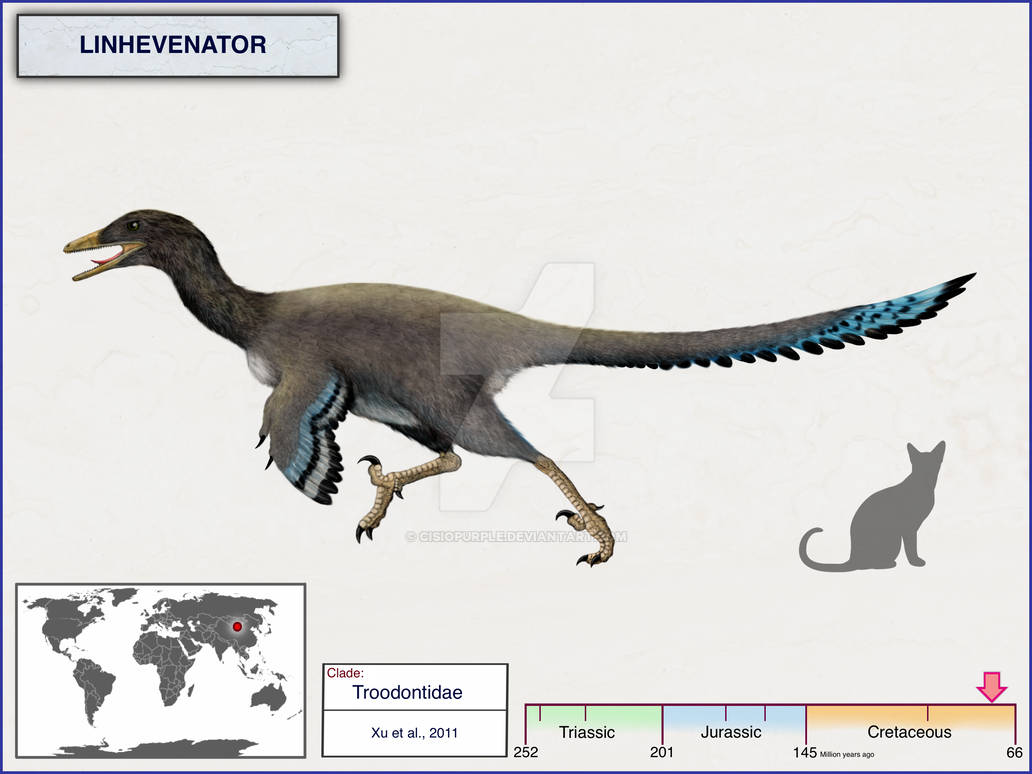 LINHEVENATOR
© CISIOPURPLE.DEVIANTART.COM
Clade:
Troodontidae
Xu et al., 2011
Triassic
Jurassic
Cretaceous
252
201
145 Million years ago
66